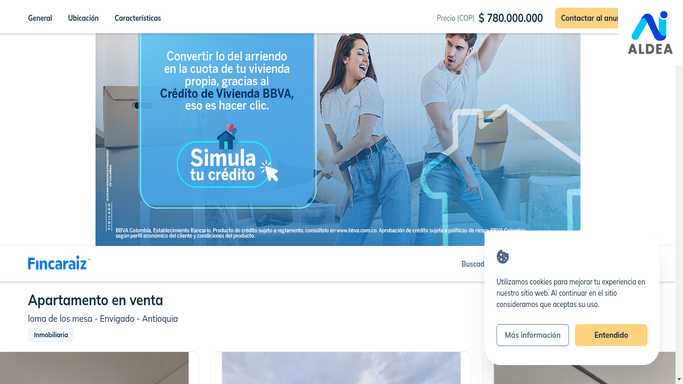 General Ubicación Características Precio (COP) $ 780.000.000
Contactar al anun
ALDEA
Convertir lo del arriendo
en la cuota de tu vivienda
propia, gracias al
Crédito de Vivienda BBVA,
eso es hacer clic.
Simula
tu crédito
BBVA Colombia, Establecimiento Bancario. Producto de crédito sujeto a reglamento, consúltelo en www.bbva.com.co. Aprobación de crédito sujeta a políticas de riesgo BBVA Colombia,
según perfil económico del cliente y condiciones del producto.
Fincaraíz
Buscad
Apartamento en venta
loma de los mesa - Envigado - Antioquia
Inmobiliaria
Utilizamos cookies para mejorar tu experiencia en
nuestro sitio web. Al continuar en el sitio
consideramos que aceptas su uso.
Más información
Entendido